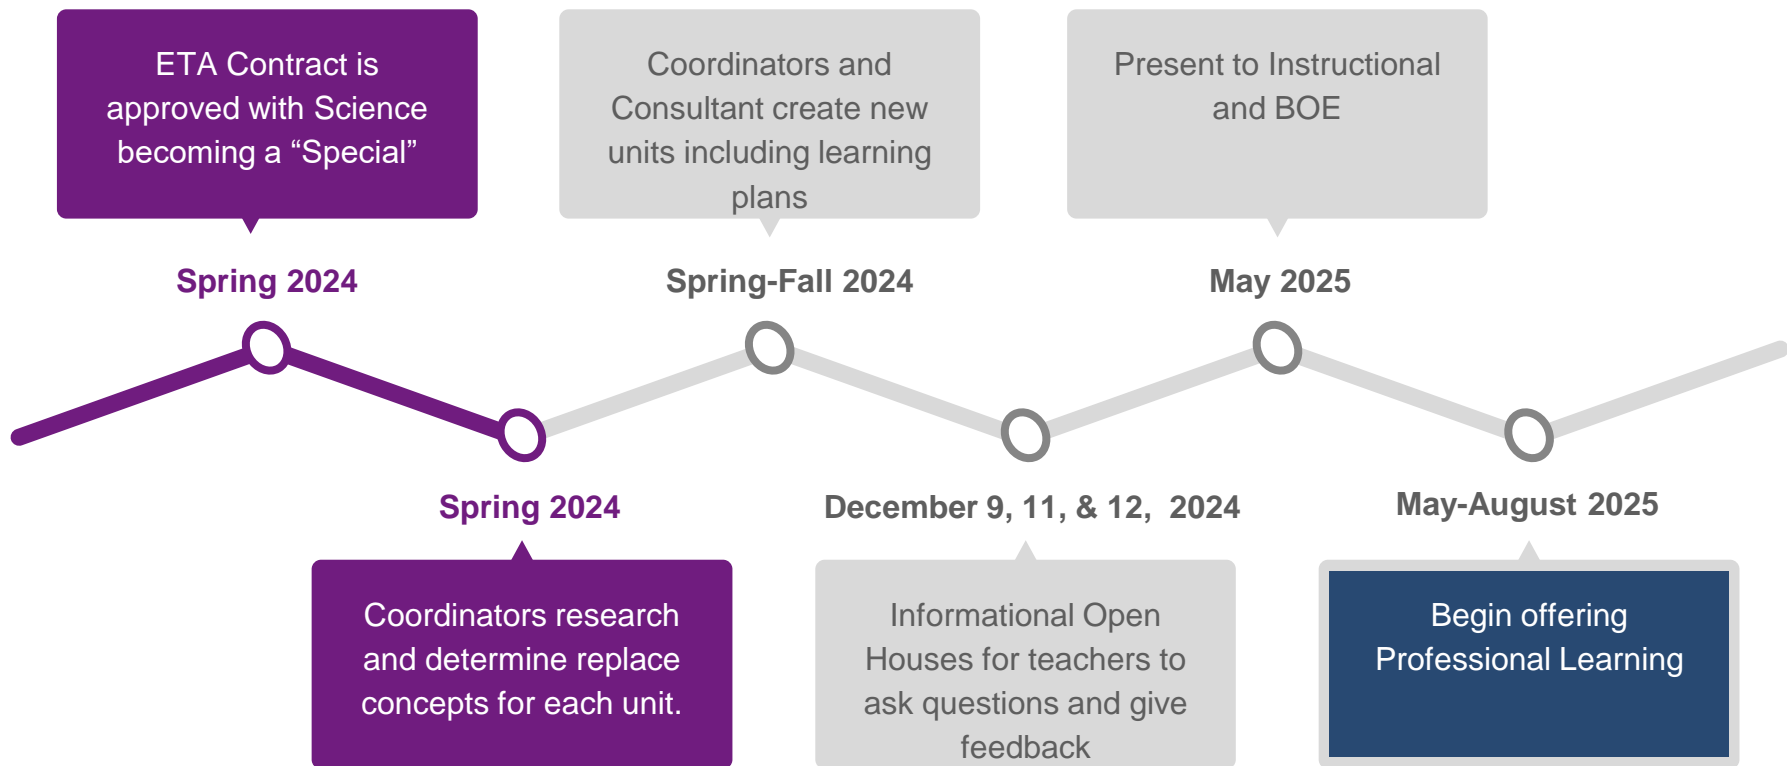 ETA Contract is
approved with Science
becoming a “Special”
Spring 2024
Coordinators research
and determine replace
concepts for each unit.
Spring 2024
Coordinators and
Consultant create new
units including learning
plans
Spring-Fall 2024
December 9, 11, & 12,  2024
Informational Open
Houses for teachers to
ask questions and give
feedback
Present to Instructional
and BOE
May 2025
May-August 2025
Begin offering
Professional Learning